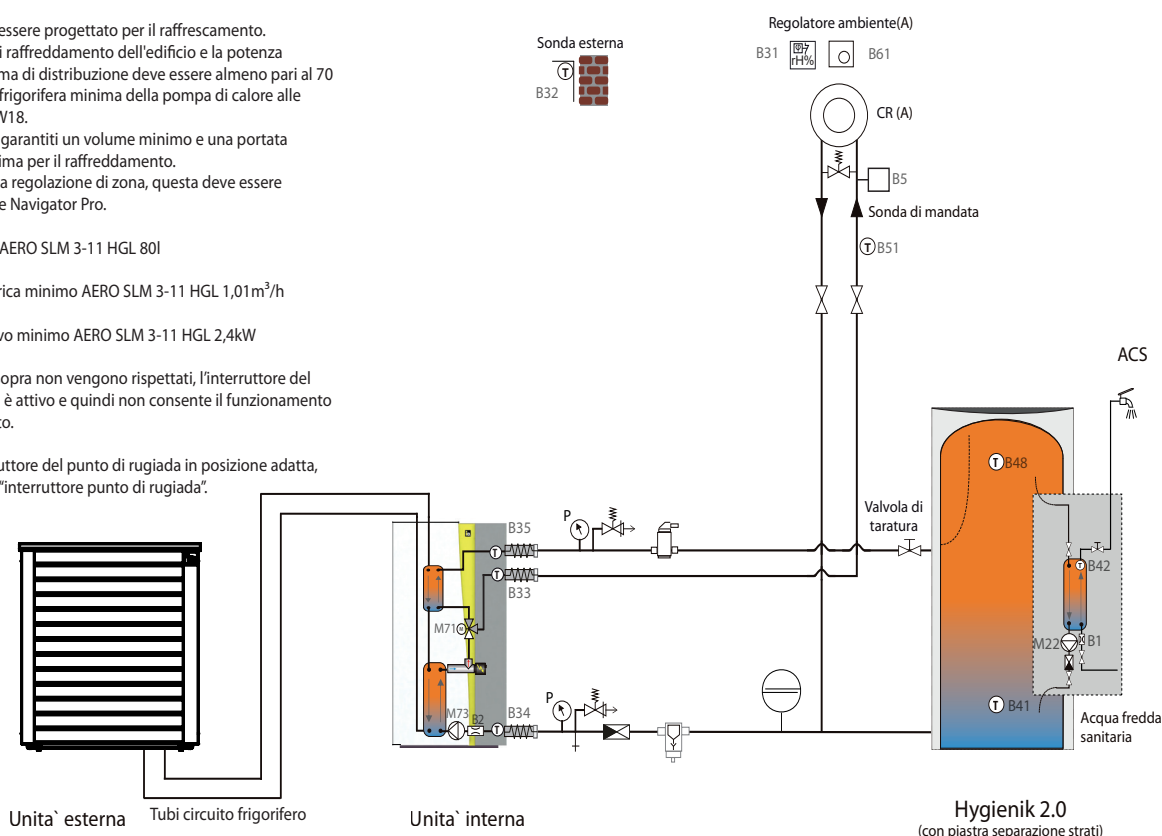 essere progettato per il raffrescamento.
i raffreddamento dell'edificio e la potenza
ma di distribuzione deve essere almeno pari al 70
frigorifera minima della pompa di calore alle
W18.
garantiti un volume minimo e una portata
ima per il raffreddamento.
a regolazione di zona, questa deve essere
e Navigator Pro.
AERO SLM 3-11 HGL 80l
rica minimo AERO SLM 3-11 HGL 1,01m³/h
vo minimo AERO SLM 3-11 HGL 2,4kW
opra non vengono rispettati, l'interruttore del
è attivo e quindi non consente il funzionamento
to.
uttore del punto di rugiada in posizione adatta,
"interruttore punto di rugiada".
Sonda esterna
T
B32
Regolatore ambiente(A)
B31
rH%
B61
CR (A)
B5
Sonda di mandata
T
B51
ACS
T
B48
Valvola di
taratura
B35
P
T
T
B33
M71
M
T
B42
M22
B1
M73
B2
B34
T
P
T
B41
Acqua fredda
sanitaria
Unita` esterna
Tubi circuito frigorifero
Unita` interna
Hygienik 2.0
(con piastra separazione strati)